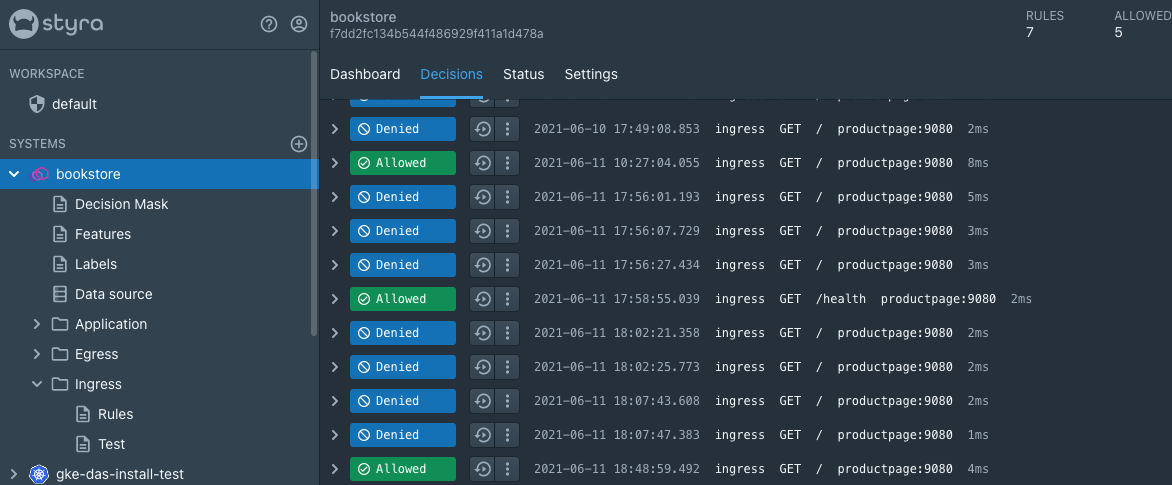 styra
WORKSPACE
default
SYSTEMS
bookstore
Decision Mask
Features
Labels
Data source
Application
Egress
Ingress
Rules
Test
gke-das-install-test
bookstore
f7dd2fc134b544f486929f411a1d478a
RULES
7
ALLOWED
5
Dashboard Decisions Status Settings
Denied 2021-06-10 17:49:08.853 ingress GET / productpage:9080 2ms
Allowed 2021-06-11 10:27:04.055 ingress GET / productpage:9080 8ms
Denied 2021-06-11 17:56:01.193 ingress GET / productpage:9080 5ms
Denied 2021-06-11 17:56:07.729 ingress GET / productpage:9080 3ms
Denied 2021-06-11 17:56:27.434 ingress GET / productpage:9080 3ms
Allowed 2021-06-11 17:58:55.039 ingress GET /health productpage:9080 2ms
Denied 2021-06-11 18:02:21.358 ingress GET / productpage:9080 2ms
Denied 2021-06-11 18:02:25.773 ingress GET / productpage:9080 2ms
Denied 2021-06-11 18:07:43.608 ingress GET / productpage:9080 2ms
Denied 2021-06-11 18:07:47.383 ingress GET / productpage:9080 1ms
Allowed 2021-06-11 18:48:59.492 ingress GET / productpage:9080 4ms